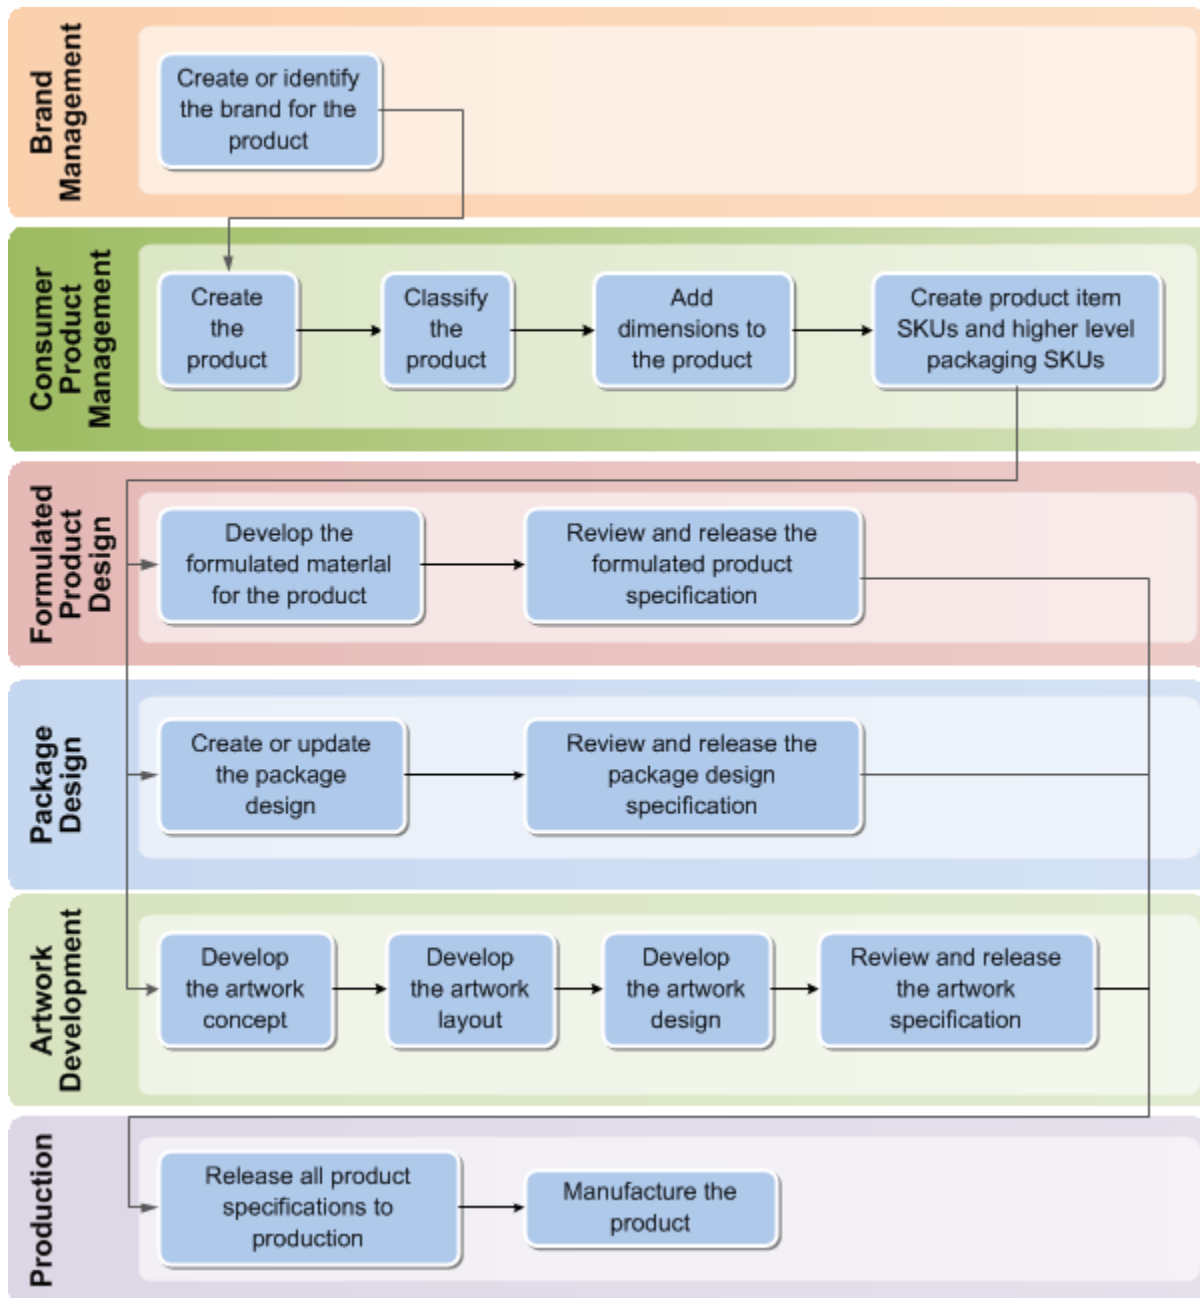 Brand
Management
Create or identify
the brand for the
product
Consumer
Product
Management
Create
the
product
Classify
the
product
Add
dimensions to
the product
Create product item
SKUs and higher level
packaging SKUs
Formulated
Product
Design
Develop the
formulated material
for the product
Review and release the
formulated product
specification
Package
Design
Create or update
the package
design
Review and release the
package design
specification
Artwork
Development
Develop
the artwork
concept
Develop
the artwork
layout
Develop
the artwork
design
Review and release
the artwork
specification
Production
Release all product
specifications to
production
Manufacture the
product